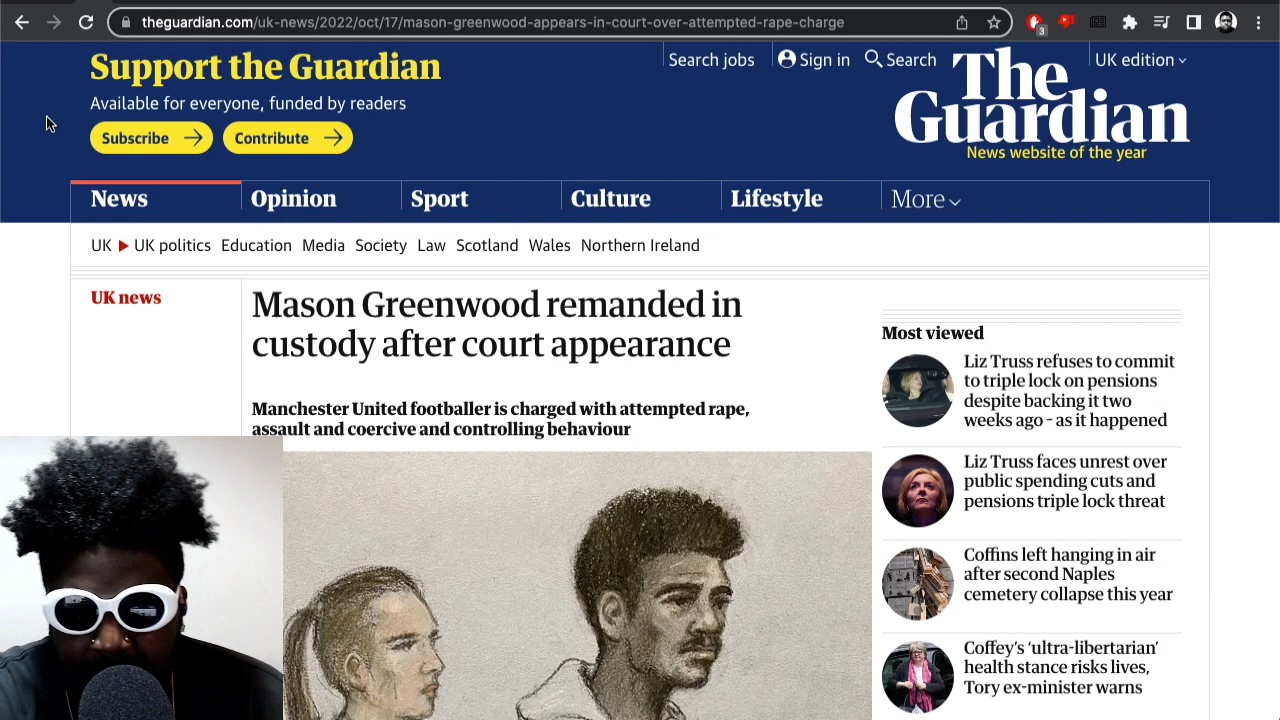 theguardian.com/uk-news/2022/oct/17/mason-greenwood-appears-in-court-over-attempted-rape-charge
3
Support the Guardian
Available for everyone, funded by readers
Subscribe
Contribute
Search jobs
Sign in
Search
UK edition
The
Guardian
News website of the year
News
Opinion
Sport
Culture
Lifestyle
More
UK
UK politics
Education
Media
Society
Law
Scotland
Wales
Northern Ireland
UK news
Mason Greenwood remanded in
custody after court appearance
Manchester United footballer is charged with attempted rape,
assault and coercive and controlling behaviour
Most viewed
Liz Truss refuses to commit
to triple lock on pensions
despite backing it two
weeks ago – as it happened
Liz Truss faces unrest over
public spending cuts and
pensions triple lock threat
Coffins left hanging in air
after second Naples
cemetery collapse this year
Coffey’s ‘ultra-libertarian’
health stance risks lives,
Tory ex-minister warns